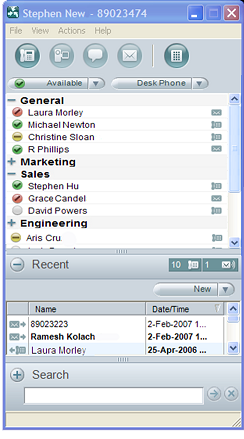 Stephen New - 89023474
File View Actions Help
Available Desk Phone
General
Laura Morley
Michael Newton
Christine Sloan
R Phillips
Marketing
Sales
Stephen Hu
Grace Candel
David Powers
Engineering
Aris Cru
Recent 10 1
New
Name Date/Time
89023223 2-Feb-2007 1...
Ramesh Kolach 2-Feb-2007 1...
Laura Morley 25-Apr-2006 ...
Search